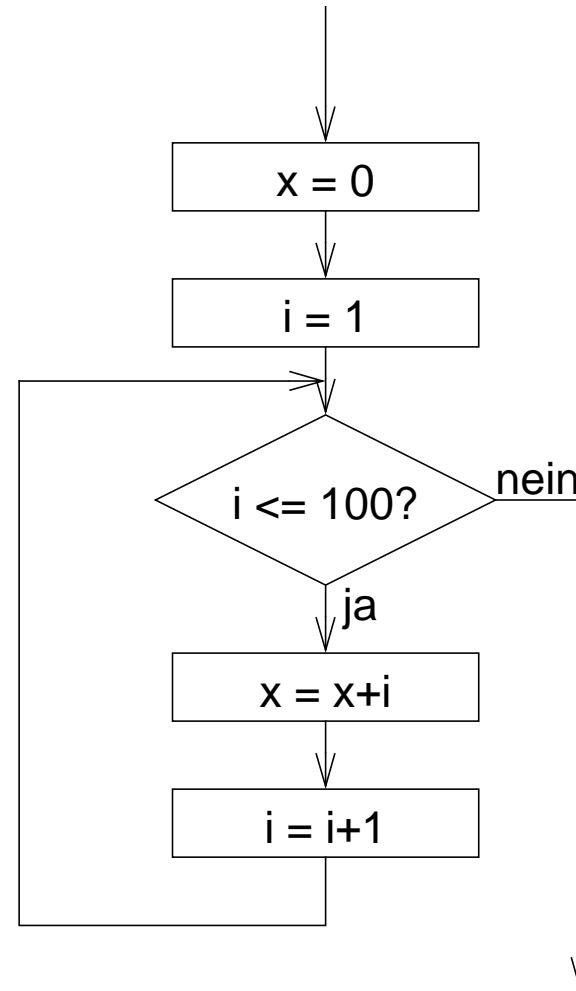 x = 0
i = 1
i <= 100?
nein
ja
x = x+i
i = i+1